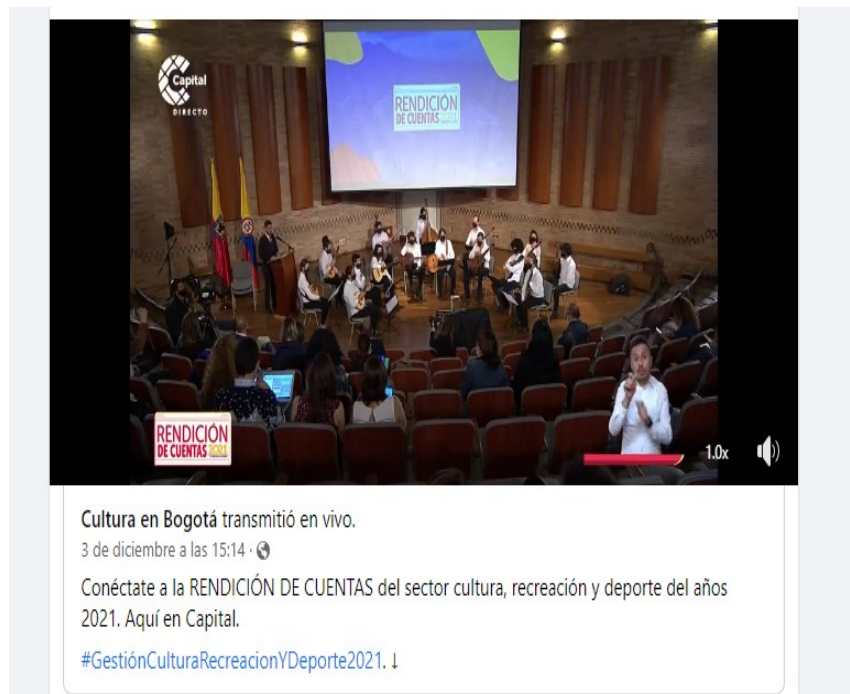 Capital
DIRECTO
RENDICIÓN
DE CUENTAS 2021
RENDICIÓN
DE CUENTAS 2021
1.0x
Cultura en Bogotá transmitió en vivo.
3 de diciembre a las 15:14 ·
Conéctate a la RENDICIÓN DE CUENTAS del sector cultura, recreación y deporte del años
2021. Aquí en Capital.
#GestiónCulturaRecreacionYDeporte2021. ↓